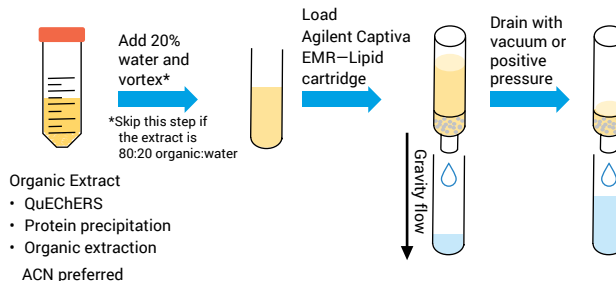 Add 20%
water and
vortex*
*Skip this step if
the extract is
80:20 organic:water
Load
Agilent Captiva
EMR—Lipid
cartridge
Drain with
vacuum or
positive
pressure
Gravity flow
Organic Extract
• QuEChERS
• Protein precipitation
• Organic extraction
ACN preferred